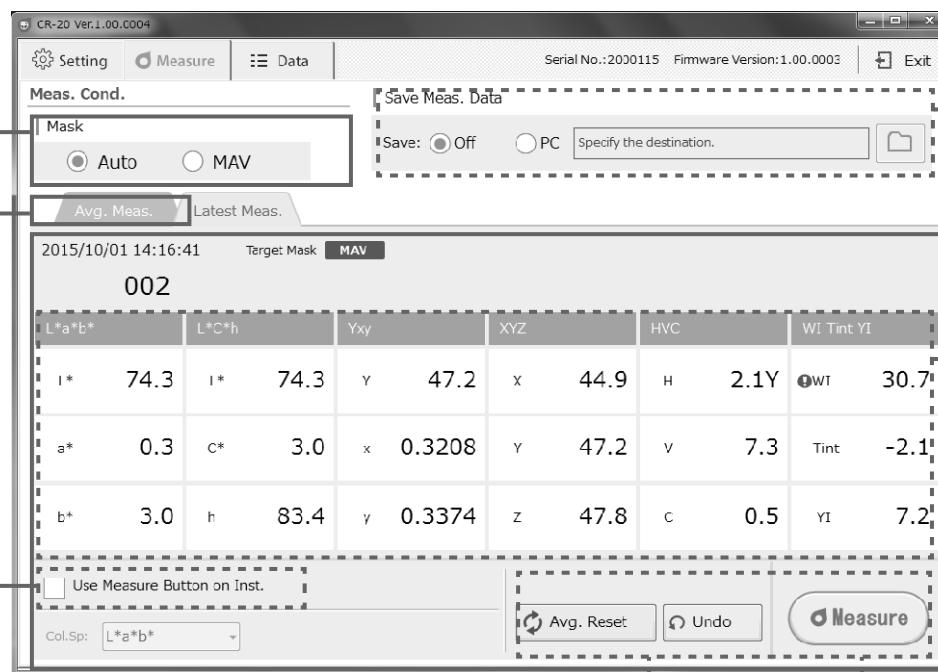 CR-20 Ver.1.00.0004
Setting Measure Data Serial No.:2000115 Firmware Version:1.00.0003 Exit
Meas. Cond.
Save Meas. Data
Mask
Save: Off PC Specify the destination.
Auto MAV
Avg. Meas. Latest Meas.
2015/10/01 14:16:41 Target Mask MAV
002
L*a*b* L*C*h Yxy XYZ HVC WI Tint YI
l* 74.3 l* 74.3 Y 47.2 X 44.9 H 2.1Y WI 30.7
a* 0.3 C* 3.0 x 0.3208 Y 47.2 V 7.3 Tint -2.1
b* 3.0 h 83.4 y 0.3374 Z 47.8 C 0.5 YI 7.2
Use Measure Button on Inst.
Avg. Reset Undo Measure
Col.Sp: L*a*b*